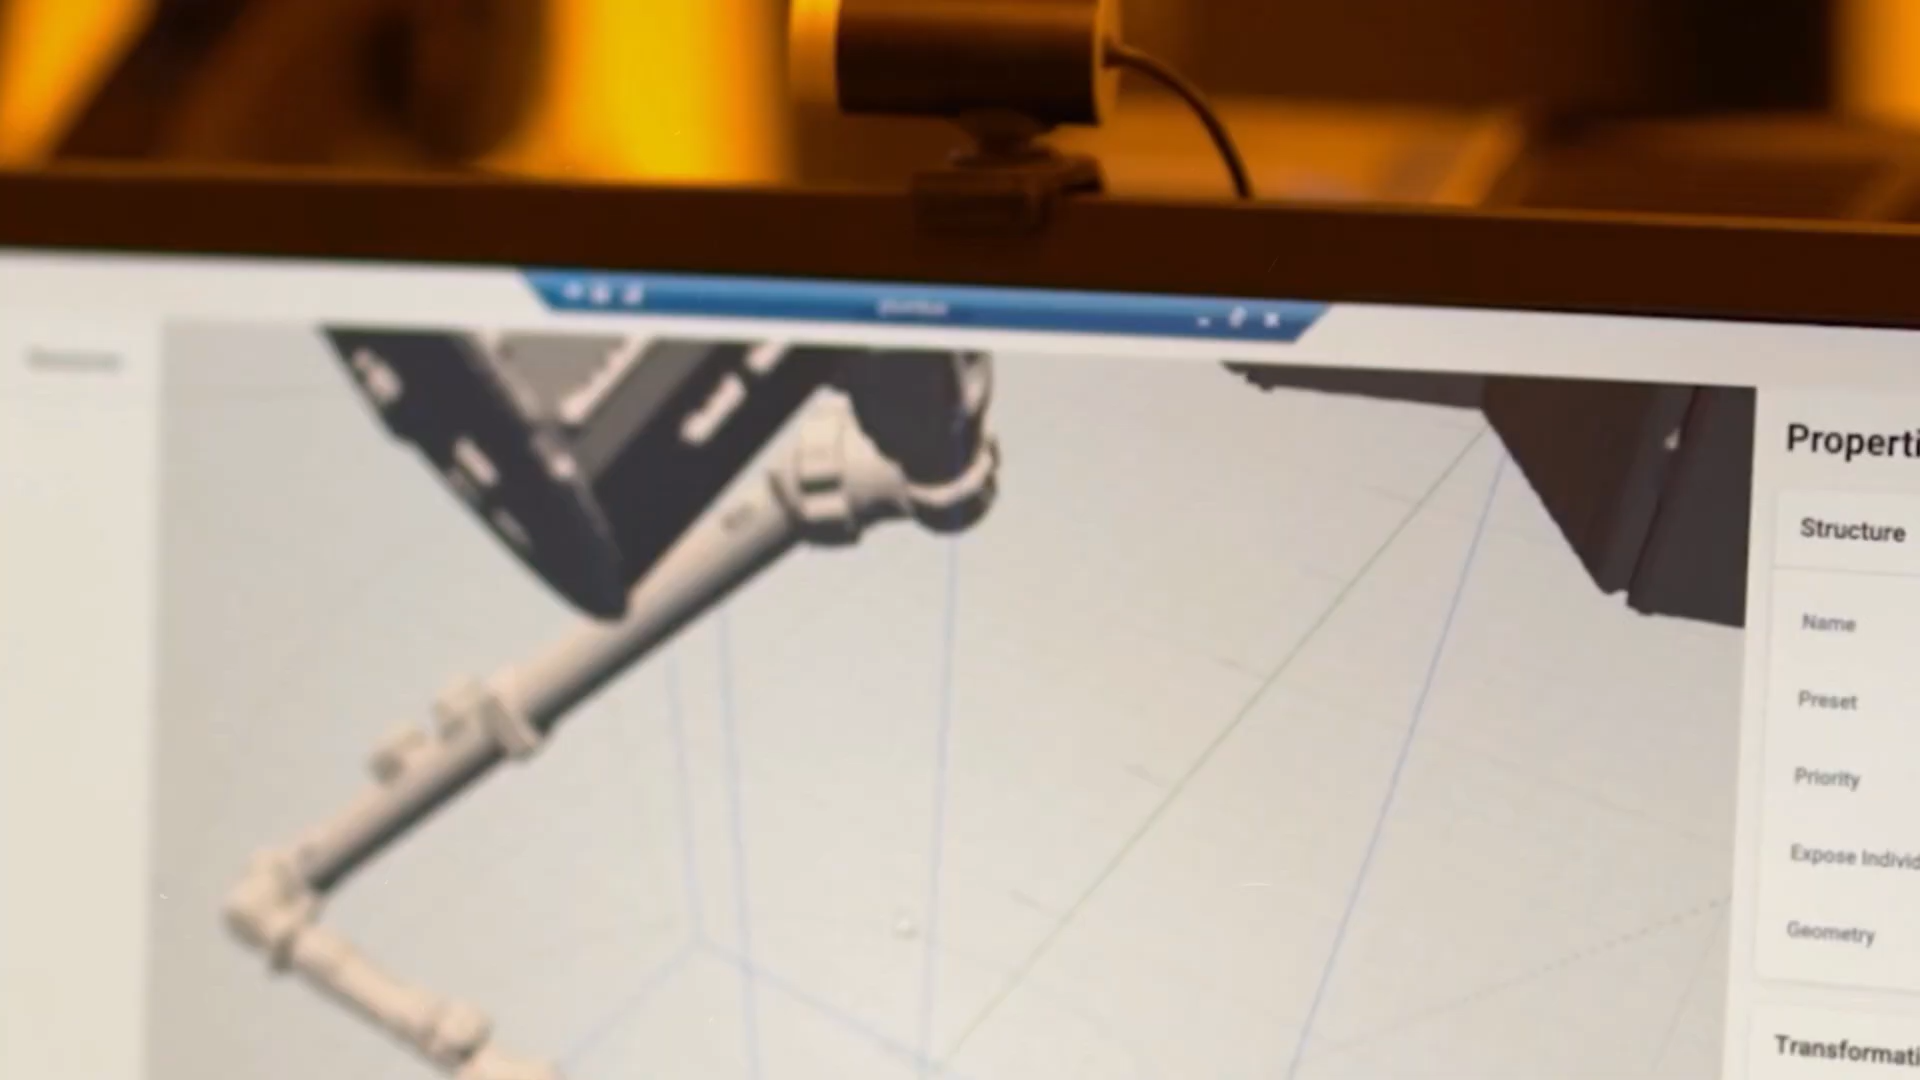 Properti
Structure
Name
Preset
Priority
Expose Individ
Geometry
Transformati